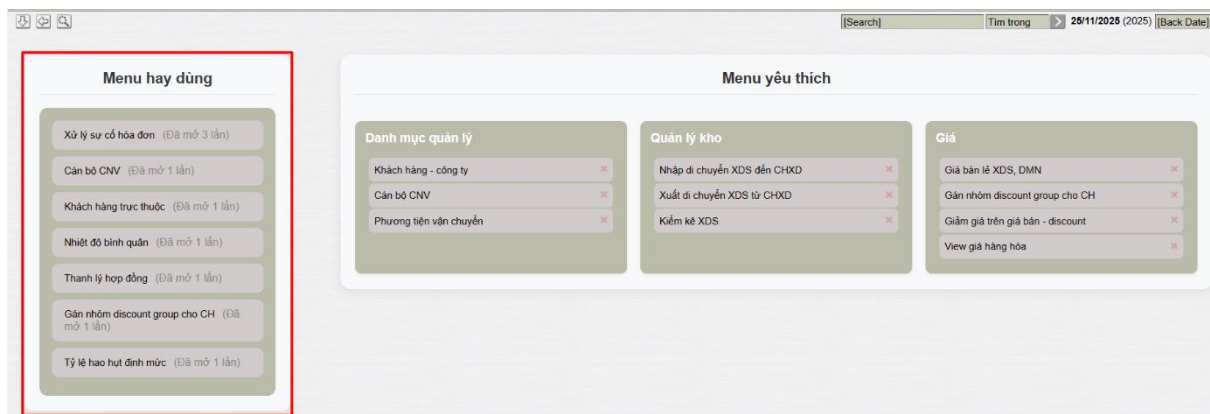 [Search] Tìm trong 25/11/2025 (2025) [Back Date]
Menu hay dùng
Xử lý sự cố hóa đơn (Đã mở 3 lần)
Cán bộ CNV (Đã mở 1 lần)
Khách hàng trực thuộc (Đã mở 1 lần)
Nhiệt độ bình quân (Đã mở 1 lần)
Thanh lý hợp đồng (Đã mở 1 lần)
Gán nhóm discount group cho CH (Đã
mở 1 lần)
Tỷ lệ hao hụt định mức (Đã mở 1 lần)
Menu yêu thích
Danh mục quản lý
Khách hàng - công ty
Cán bộ CNV
Phương tiện vận chuyển
Quản lý kho
Nhập di chuyển XDS đến CHXD
Xuất di chuyển XDS từ CHXD
Kiểm kê XDS
Giá
Giá bán lẻ XDS, DMN
Gán nhóm discount group cho CH
Giảm giá trên giá bán - discount
View giá hàng hóa